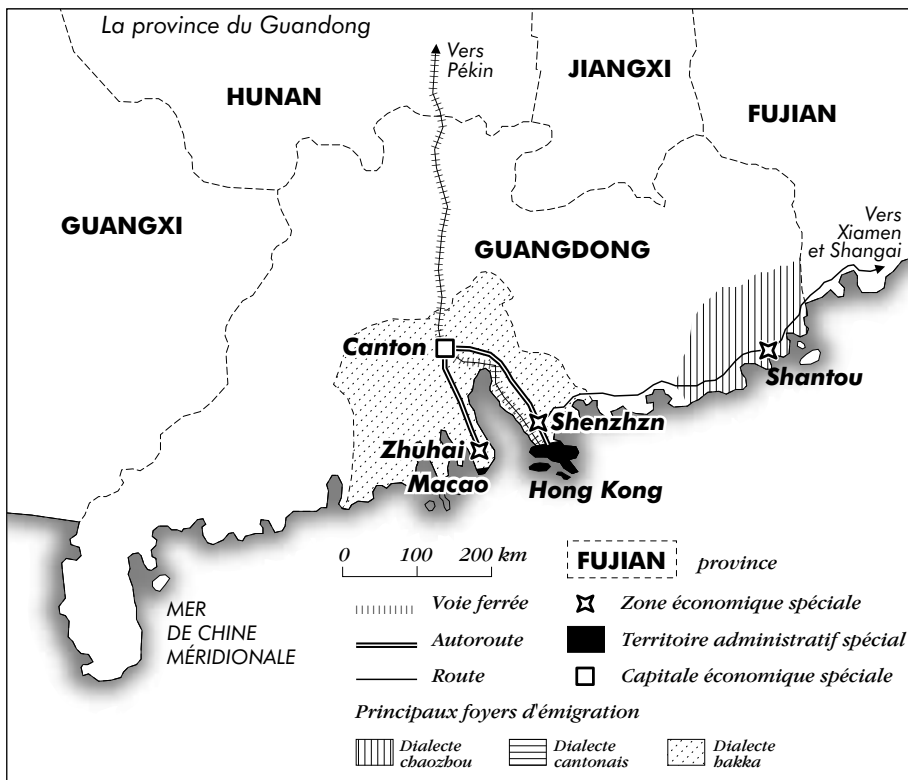 La province du Guandong
Vers
Pékin
JIANGXI
HUNAN
FUJIAN
GUANGXI
GUANGDONG
Vers
Xiamen
et Shangai
Canton
Shantou
Shenzhzn
Zhuhai
Macao
Hong Kong
MER
DE CHINE
MÉRIDIONALE
0 100 200 km
FUJIAN province
Voie ferrée
Zone économique spéciale
Autoroute
Territoire administratif spécial
Route
Capitale économique spéciale
Principaux foyers d'émigration
Dialecte
chaozhou
Dialecte
cantonais
Dialecte
hakka